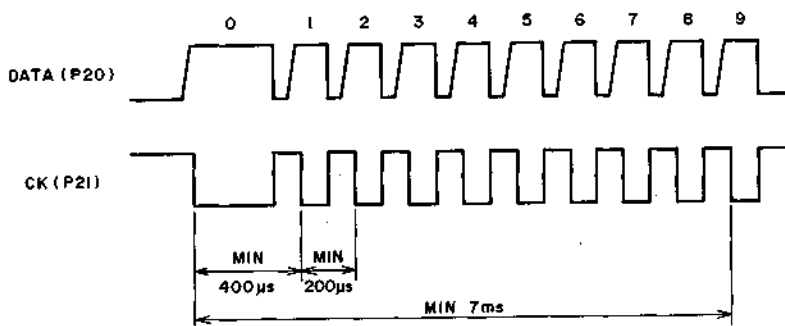 0 1 2 3 4 5 6 7 8 9
DATA (P20)
CK (P21)
MIN MIN
400μs 200μs
MIN 7ms